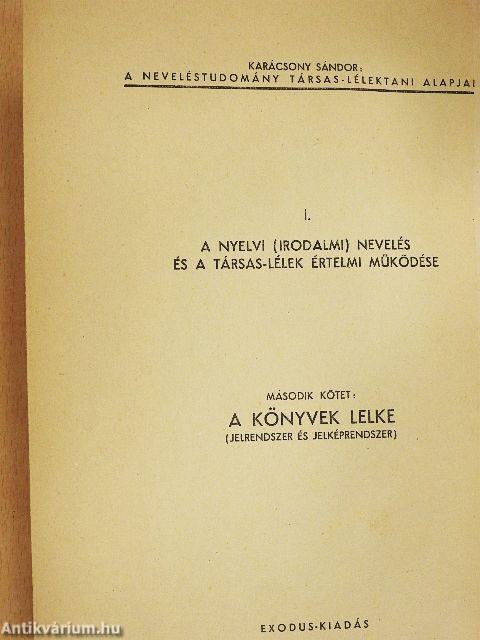 KARÁCSONY SÁNDOR:
A NEVELÉSTUDOMÁNY TÁRSAS-LÉLEKTANI ALAPJAI
I.
A NYELVI (IRODALMI) NEVELÉS
ÉS A TÁRSAS-LÉLEK ÉRTELMI MŰKÖDÉSE
MÁSODIK KÖTET:
A KÖNYVEK LELKE
(JELRENDSZER ÉS JELKÉPRENDSZER)
EXODUS-KIADÁS
Antikvárium.hu